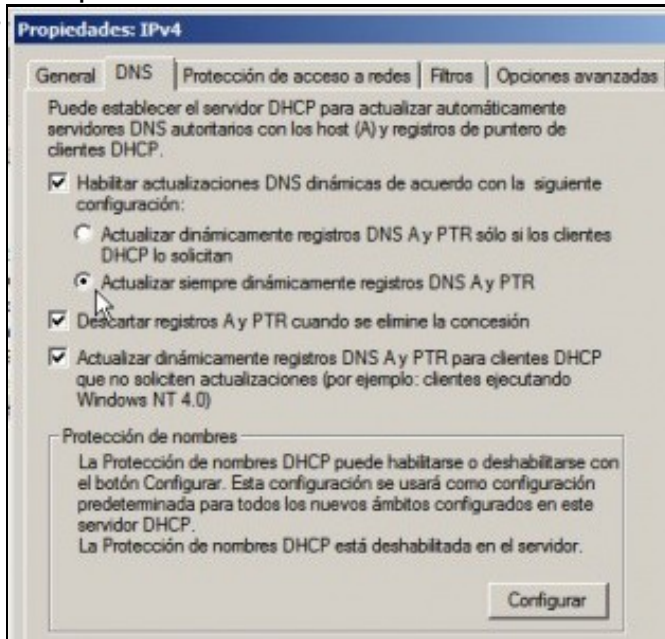 Propiedades: IPv4
General DNS Protección de acceso a redes Filtros Opciones avanzadas
Puede establecer el servidor DHCP para actualizar automáticamente
servidores DNS autoritarios con los host (A) y registros de puntero de
clientes DHCP.
Habilitar actualizaciones DNS dinámicas de acuerdo con la siguiente
configuración:
Actualizar dinámicamente registros DNS A y PTR sólo si los clientes
DHCP lo solicitan
Actualizar siempre dinámicamente registros DNS A y PTR
Descartar registros A y PTR cuando se elimine la concesión
Actualizar dinámicamente registros DNS A y PTR para clientes DHCP
que no soliciten actualizaciones (por ejemplo: clientes ejecutando
Windows NT 4.0)
Protección de nombres
La Protección de nombres DHCP puede habilitarse o deshabilitarse con
el botón Configurar. Esta configuración se usará como configuración
predeterminada para todos los nuevos ámbitos configurados en este
servidor DHCP.
La Protección de nombres DHCP está deshabilitada en el servidor.
Configurar